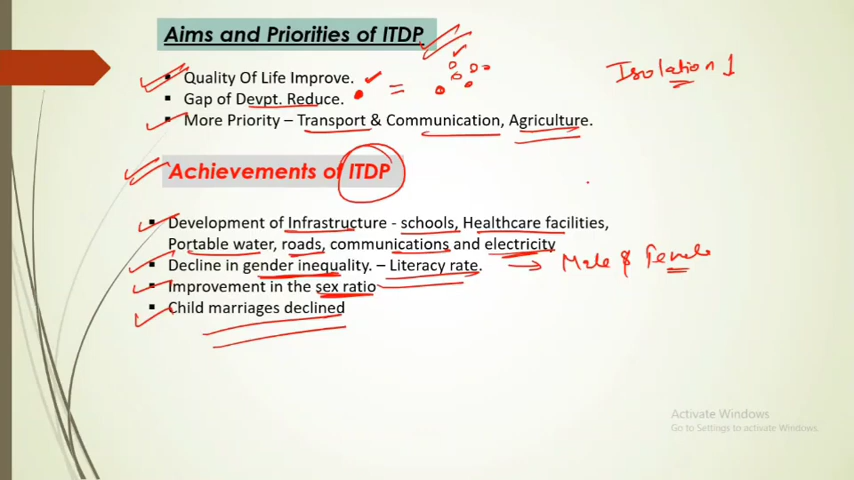 Aims and Priorities of ITDP
Isolation 1
Quality Of Life Improve.
Gap of Devpt. Reduce.
More Priority – Transport & Communication, Agriculture.
Achievements of ITDP
Development of Infrastructure - schools, Healthcare facilities,
Portable water, roads, communications and electricity
Decline in gender inequality. – Literacy rate. → Male & Female
Improvement in the sex ratio
Child marriages declined
Activate Windows
Go to Settings to activate Windows.